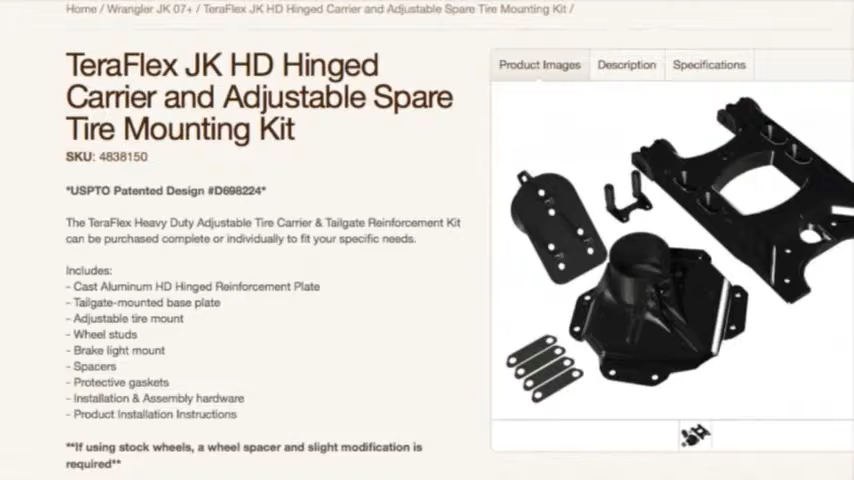 Home / Wrangler JK 07+ / TeraFlex JK HD Hinged Carrier and Adjustable Spare Tire Mounting Kit /
TeraFlex JK HD Hinged
Carrier and Adjustable Spare
Tire Mounting Kit
SKU: 4838150
*USPTO Patented Design #D698224*
The TeraFlex Heavy Duty Adjustable Tire Carrier & Tailgate Reinforcement Kit
can be purchased complete or individually to fit your specific needs.
Includes:
- Cast Aluminum HD Hinged Reinforcement Plate
- Tailgate-mounted base plate
- Adjustable tire mount
- Wheel studs
- Brake light mount
- Spacers
- Protective gaskets
- Installation & Assembly hardware
- Product Installation Instructions
**If using stock wheels, a wheel spacer and slight modification is
required**
Product Images
Description
Specifications